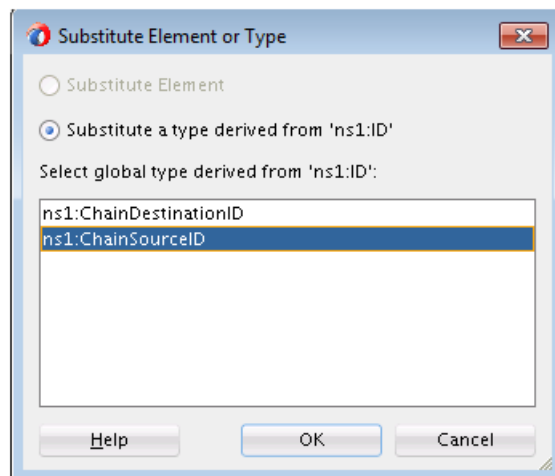 Substitute Element or Type
Substitute Element
Substitute a type derived from 'ns1:ID'
Select global type derived from 'ns1:ID':
ns1:ChainDestinationID
ns1:ChainSourceID
Help
OK
Cancel